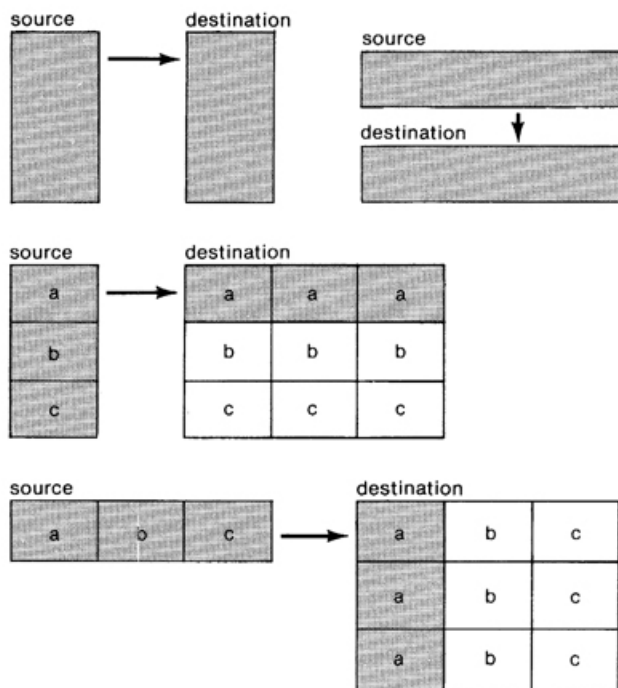 source destination
source
destination
source destination
a a a a
b b b b
c c c c
source destination
a b c a b c
a b c
a b c